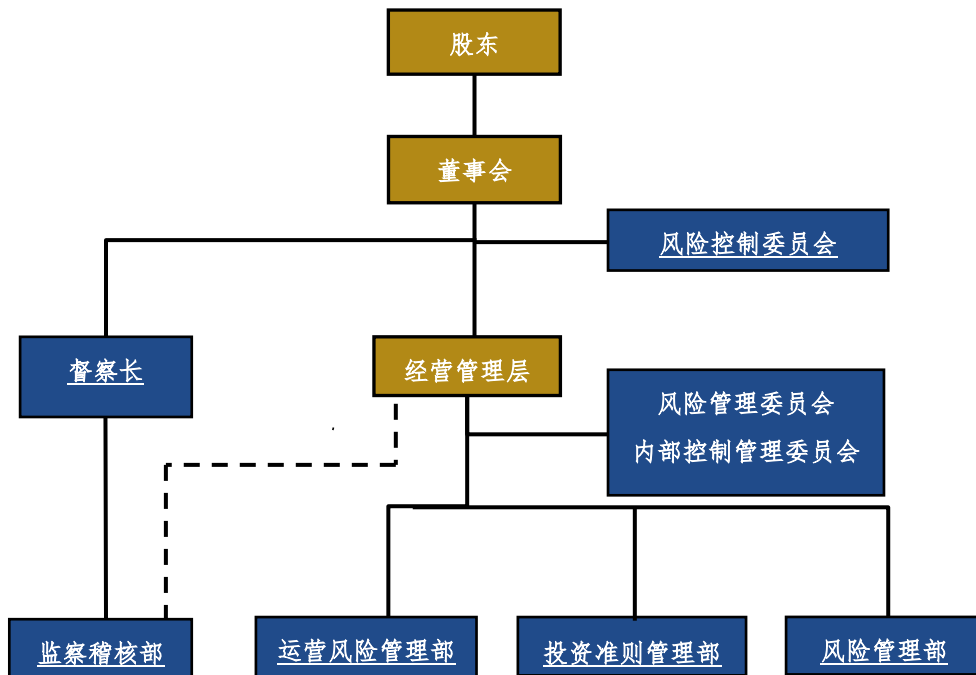 股东
董事会
风险控制委员会
督察长
经营管理层
风险管理委员会
内部控制管理委员会
监察稽核部
运营风险管理部
投资准则管理部
风险管理部